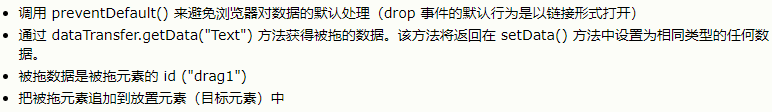 调用 preventDefault() 来避免浏览器对数据的默认处理（drop 事件的默认行为是以链接形式打开）
通过 dataTransfer.getData("Text") 方法获得被拖的数据。该方法将返回在 setData() 方法中设置为相同类型的任何数
据。
被拖数据是被拖元素的 id ("drag1")
把被拖元素追加到放置元素（目标元素）中